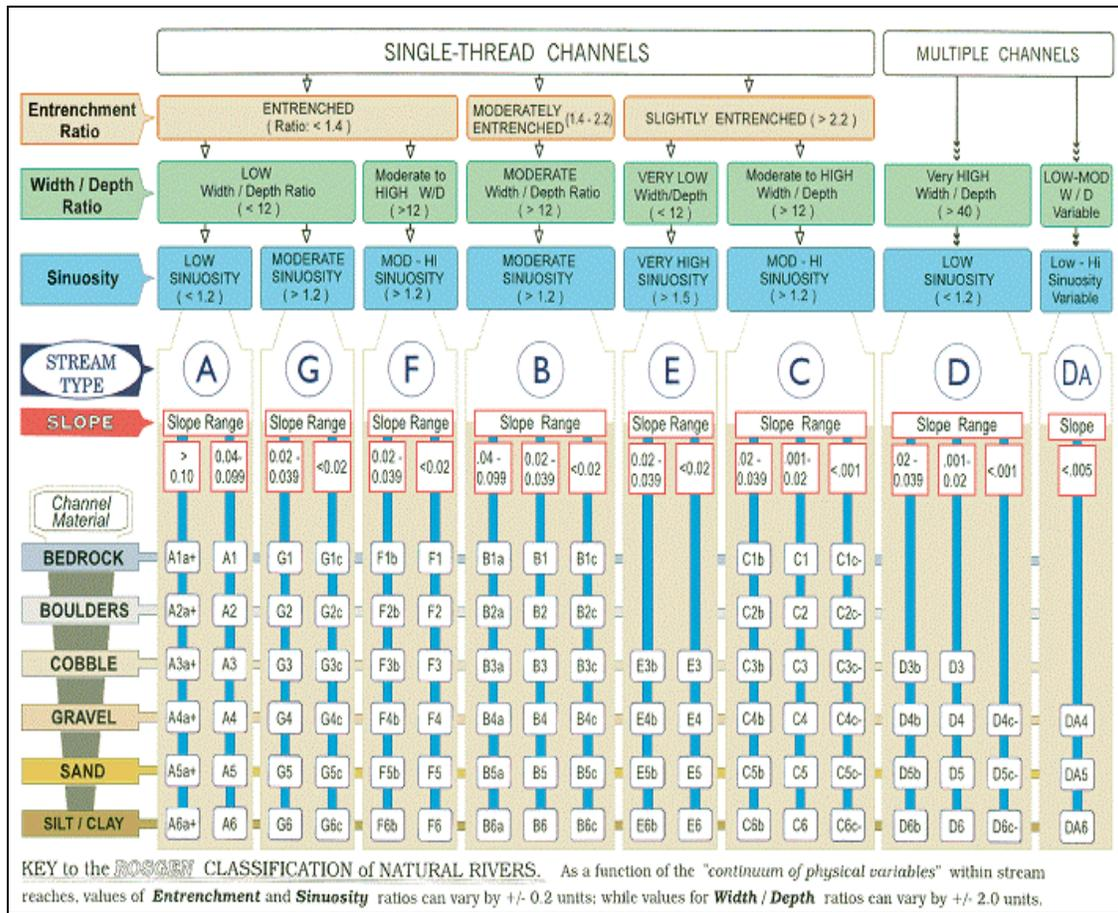 SINGLE-THREAD CHANNELS
MULTIPLE CHANNELS
Entrenchment
Ratio
ENTRENCHED
( Ratio: < 1.4 )
MODERATELY
ENTRENCHED (1.4 - 2.2)
SLIGHTLY ENTRENCHED ( > 2.2 )
Width / Depth
Ratio
LOW
Width / Depth Ratio
( < 12 )
Moderate to
HIGH W/D
( >12 )
MODERATE
Width / Depth Ratio
( > 12 )
VERY LOW
Width/Depth
( < 12 )
Moderate to HIGH
Width / Depth
( > 12 )
Very HIGH
Width / Depth
( > 40 )
LOW-MOD
W / D
Variable
Sinuosity
LOW
SINUOSITY
( < 1.2 )
MODERATE
SINUOSITY
( > 1.2 )
MOD - HI
SINUOSITY
( > 1.2 )
MODERATE
SINUOSITY
( > 1.2 )
VERY HIGH
SINUOSITY
( > 1.5 )
MOD - HI
SINUOSITY
( > 1.2 )
LOW
SINUOSITY
( < 1.2 )
Low - Hi
Sinuosity
Variable
STREAM
TYPE
A G F B E C D DA
SLOPE
Slope Range Slope Range Slope Range Slope Range Slope Range Slope Range Slope Range Slope
>
0.10
0.04-
0.099
0.02 -
0.039
<0.02
0.02 -
0.039
<0.02
.04 -
0.099
0.02 -
0.039
<0.02
0.02 -
0.039
<0.02
.02 -
0.039
.001-
0.02
<.001
.02 -
0.039
.001-
0.02
<.001
<.005
Channel
Material
BEDROCK A1a+ A1 G1 G1c F1b F1 B1a B1 B1c C1b C1 C1c-
BOULDERS A2a+ A2 G2 G2c F2b F2 B2a B2 B2c C2b C2 C2c-
COBBLE A3a+ A3 G3 G3c F3b F3 B3a B3 B3c E3b E3 C3b C3 C3c- D3b D3
GRAVEL A4a+ A4 G4 G4c F4b F4 B4a B4 B4c E4b E4 C4b C4 C4c- D4b D4 D4c- DA4
SAND A5a+ A5 G5 G5c F5b F5 B5a B5 B5c E5b E5 C5b C5 C5c- D5b D5 D5c- DA5
SILT / CLAY A6a+ A6 G6 G6c F6b F6 B6a B6 B6c E6b E6 C6b C6 C6c- D6b D6 D6c- DA6
KEY to the ROSGEN CLASSIFICATION of NATURAL RIVERS. As a function of the "continuum of physical variables" within stream
reaches, values of Entrenchment and Sinuosity ratios can vary by +/- 0.2 units; while values for Width / Depth ratios can vary by +/- 2.0 units.